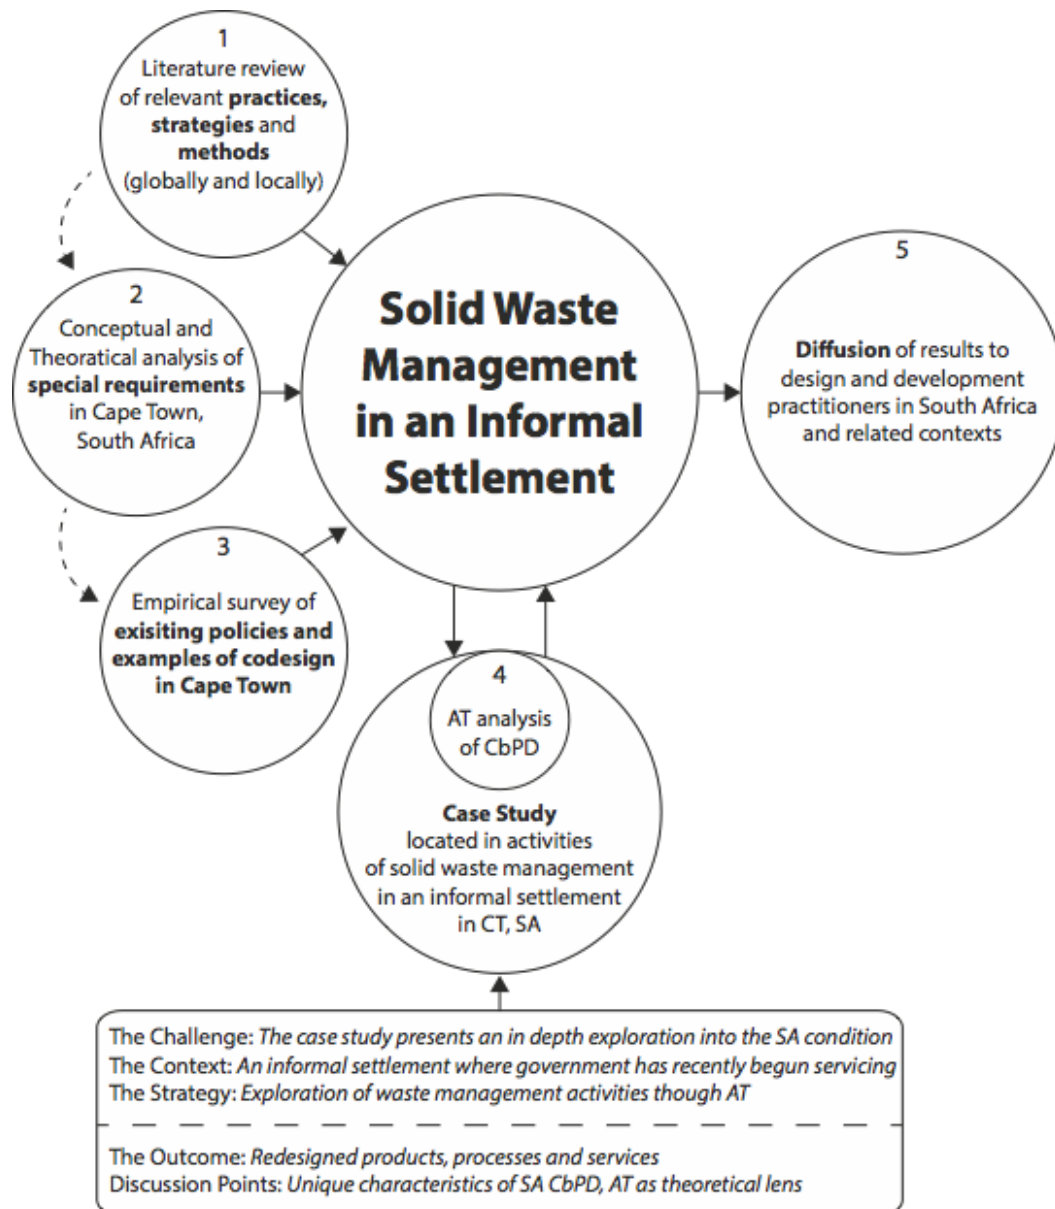 1
Literature review
of relevant practices,
strategies and
methods
(globally and locally)
2
Conceptual and
Theoratical analysis of
special requirements
in Cape Town,
South Africa
3
Empirical survey of
exisiting policies and
examples of codesign
in Cape Town
Solid Waste
Management
in an Informal
Settlement
4
AT analysis
of CbPD
Case Study
located in activities
of solid waste management
in an informal settlement
in CT, SA
5
Diffusion of results to
design and development
practitioners in South Africa
and related contexts
The Challenge: The case study presents an in depth exploration into the SA condition
The Context: An informal settlement where government has recently begun servicing
The Strategy: Exploration of waste management activities though AT
The Outcome: Redesigned products, processes and services
Discussion Points: Unique characteristics of SA CbPD, AT as theoretical lens